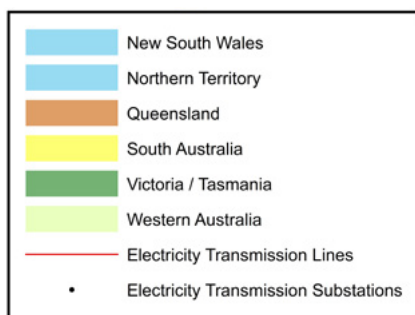 New South Wales
Northern Territory
Queensland
South Australia
Victoria / Tasmania
Western Australia
Electricity Transmission Lines
Electricity Transmission Substations